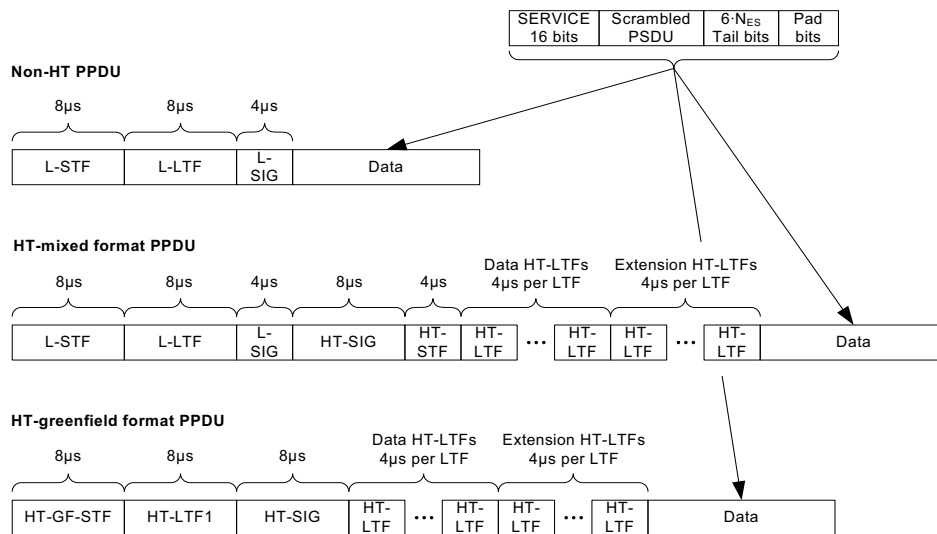 SERVICE 16 bits
Scrambled PSDU
6·NES Tail bits
Pad bits
Non-HT PPDU
8µs 8µs 4µs
L-STF L-LTF L-SIG Data
HT-mixed format PPDU
Data HT-LTFs Extension HT-LTFs
8µs 8µs 4µs 8µs 4µs 4µs per LTF 4µs per LTF
L-STF L-LTF L-SIG HT-SIG HT-STF HT-LTF ... HT-LTF HT-LTF ... HT-LTF Data
HT-greenfield format PPDU
Data HT-LTFs Extension HT-LTFs
8µs 8µs 8µs 4µs per LTF 4µs per LTF
HT-GF-STF HT-LTF1 HT-SIG HT-LTF ... HT-LTF HT-LTF ... HT-LTF Data